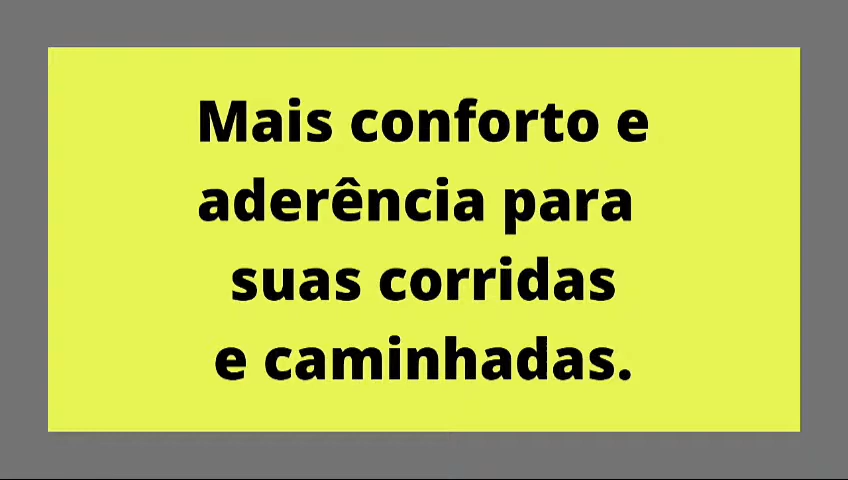 Mais conforto e
aderência para
suas corridas
e caminhadas.